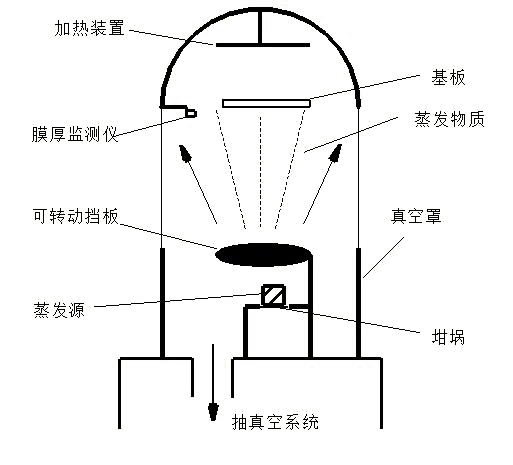 加热装置
基板
蒸发物质
膜厚监测仪
可转动挡板
真空罩
蒸发源
坩埚
抽真空系统